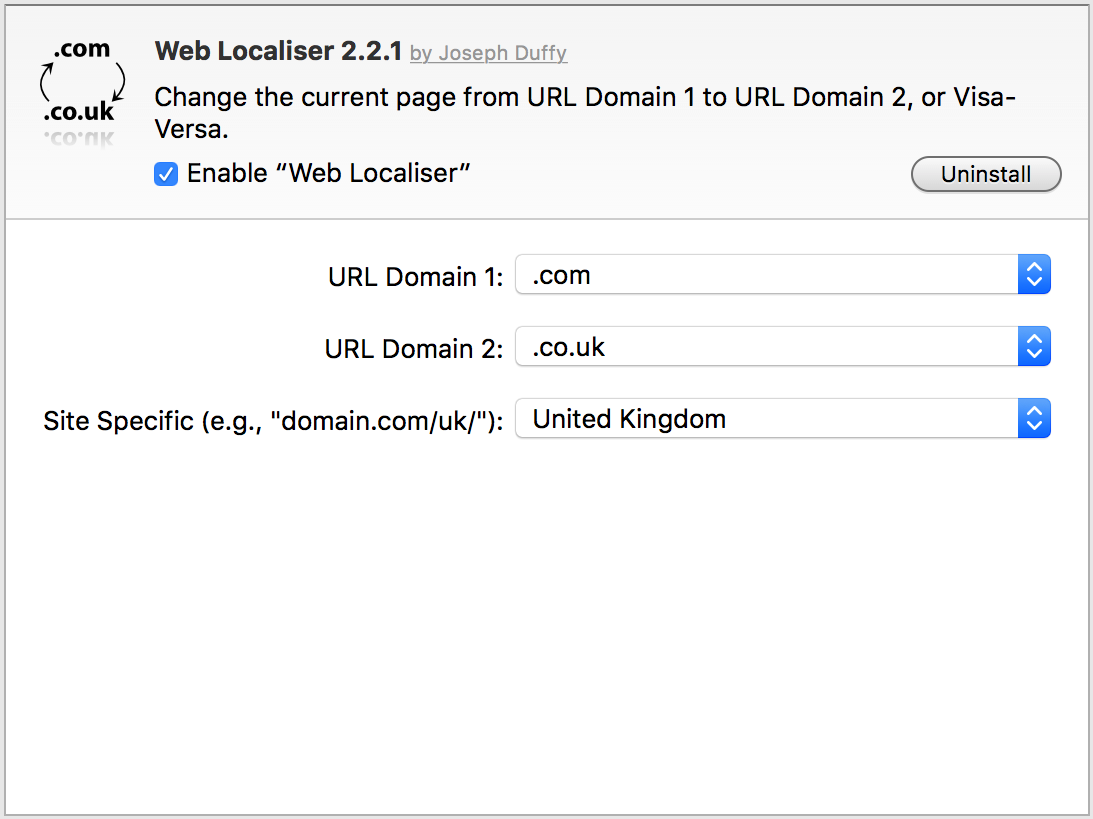 .com
.co.uk
Web Localiser 2.2.1 by Joseph Duffy
Change the current page from URL Domain 1 to URL Domain 2, or Visa-
Versa.
Enable “Web Localiser”
Uninstall
URL Domain 1: .com
URL Domain 2: .co.uk
Site Specific (e.g., "domain.com/uk/"): United Kingdom